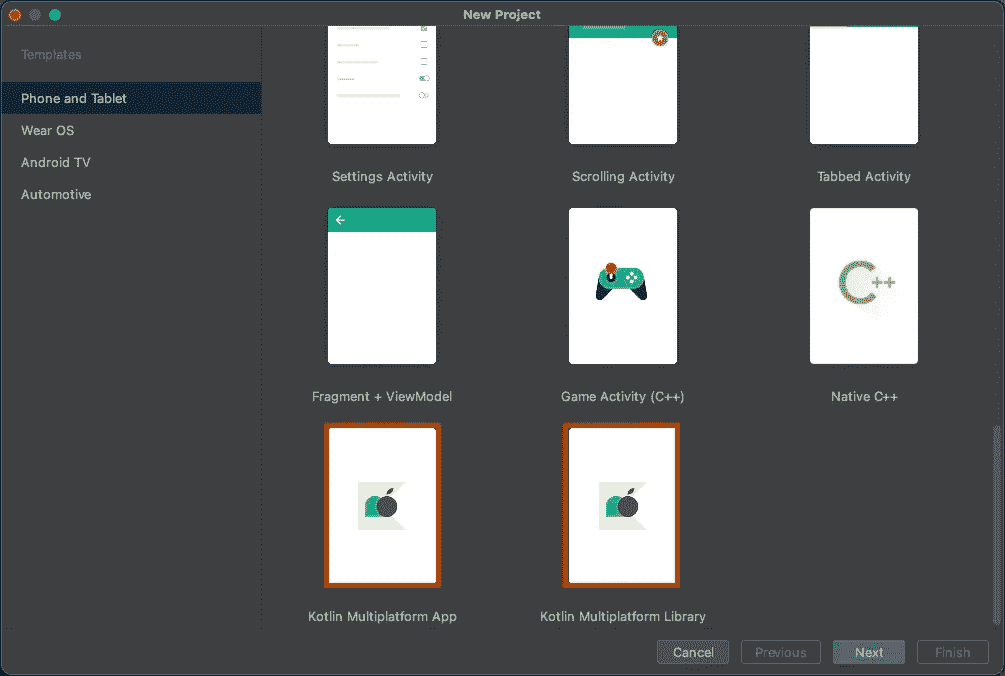 New Project
Templates
Phone and Tablet
Wear OS
Android TV
Automotive
Settings Activity
Scrolling Activity
Tabbed Activity
C++
Fragment + ViewModel
Game Activity (C++)
Native C++
Kotlin Multiplatform App
Kotlin Multiplatform Library
Cancel
Previous
Next
Finish